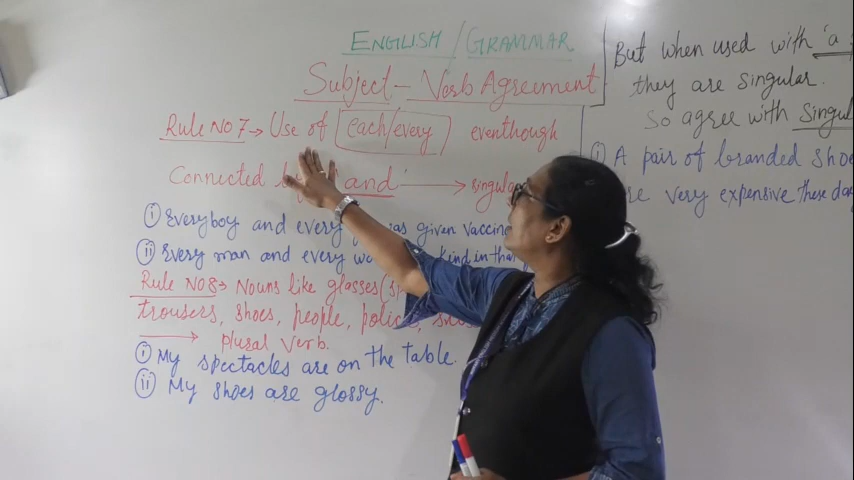 ENGLISH / GRAMMAR
Subject - Verb Agreement
Rule No 7 → Use of each/every eventhough
Connected "and" → singular
i Everyboy and every given vaccine
ii Every man and every kind in that
Rule No 8 → Nouns like glasses
trousers, shoes, people, police,
→ plural verb.
i My spectacles are on the table.
ii My shoes are glossy.
But when used with 'a
they are singular.
So agree with singul
i A pair of branded shoe
very expensive these day